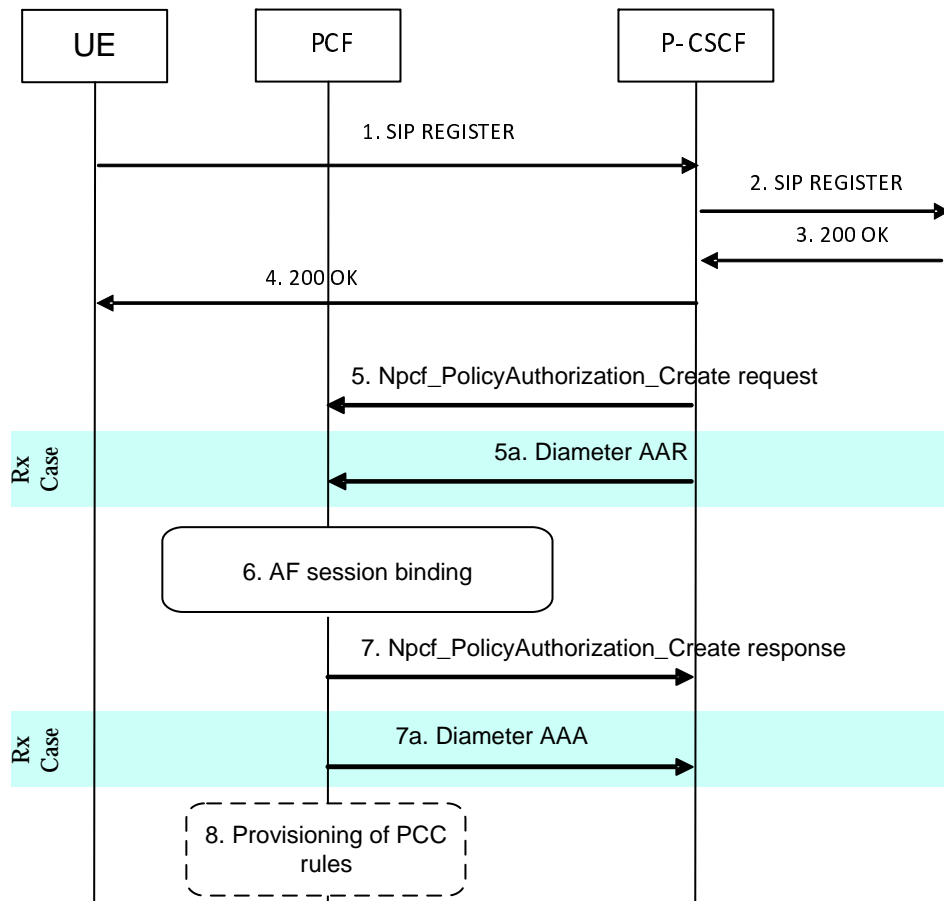 UE
PCF
P-CSCF
1. SIP REGISTER
2. SIP REGISTER
3. 200 OK
4. 200 OK
5. Npcf_PolicyAuthorization_Create request
Rx
Case
5a. Diameter AAR
6. AF session binding
7. Npcf_PolicyAuthorization_Create response
Rx
Case
7a. Diameter AAA
8. Provisioning of PCC
rules